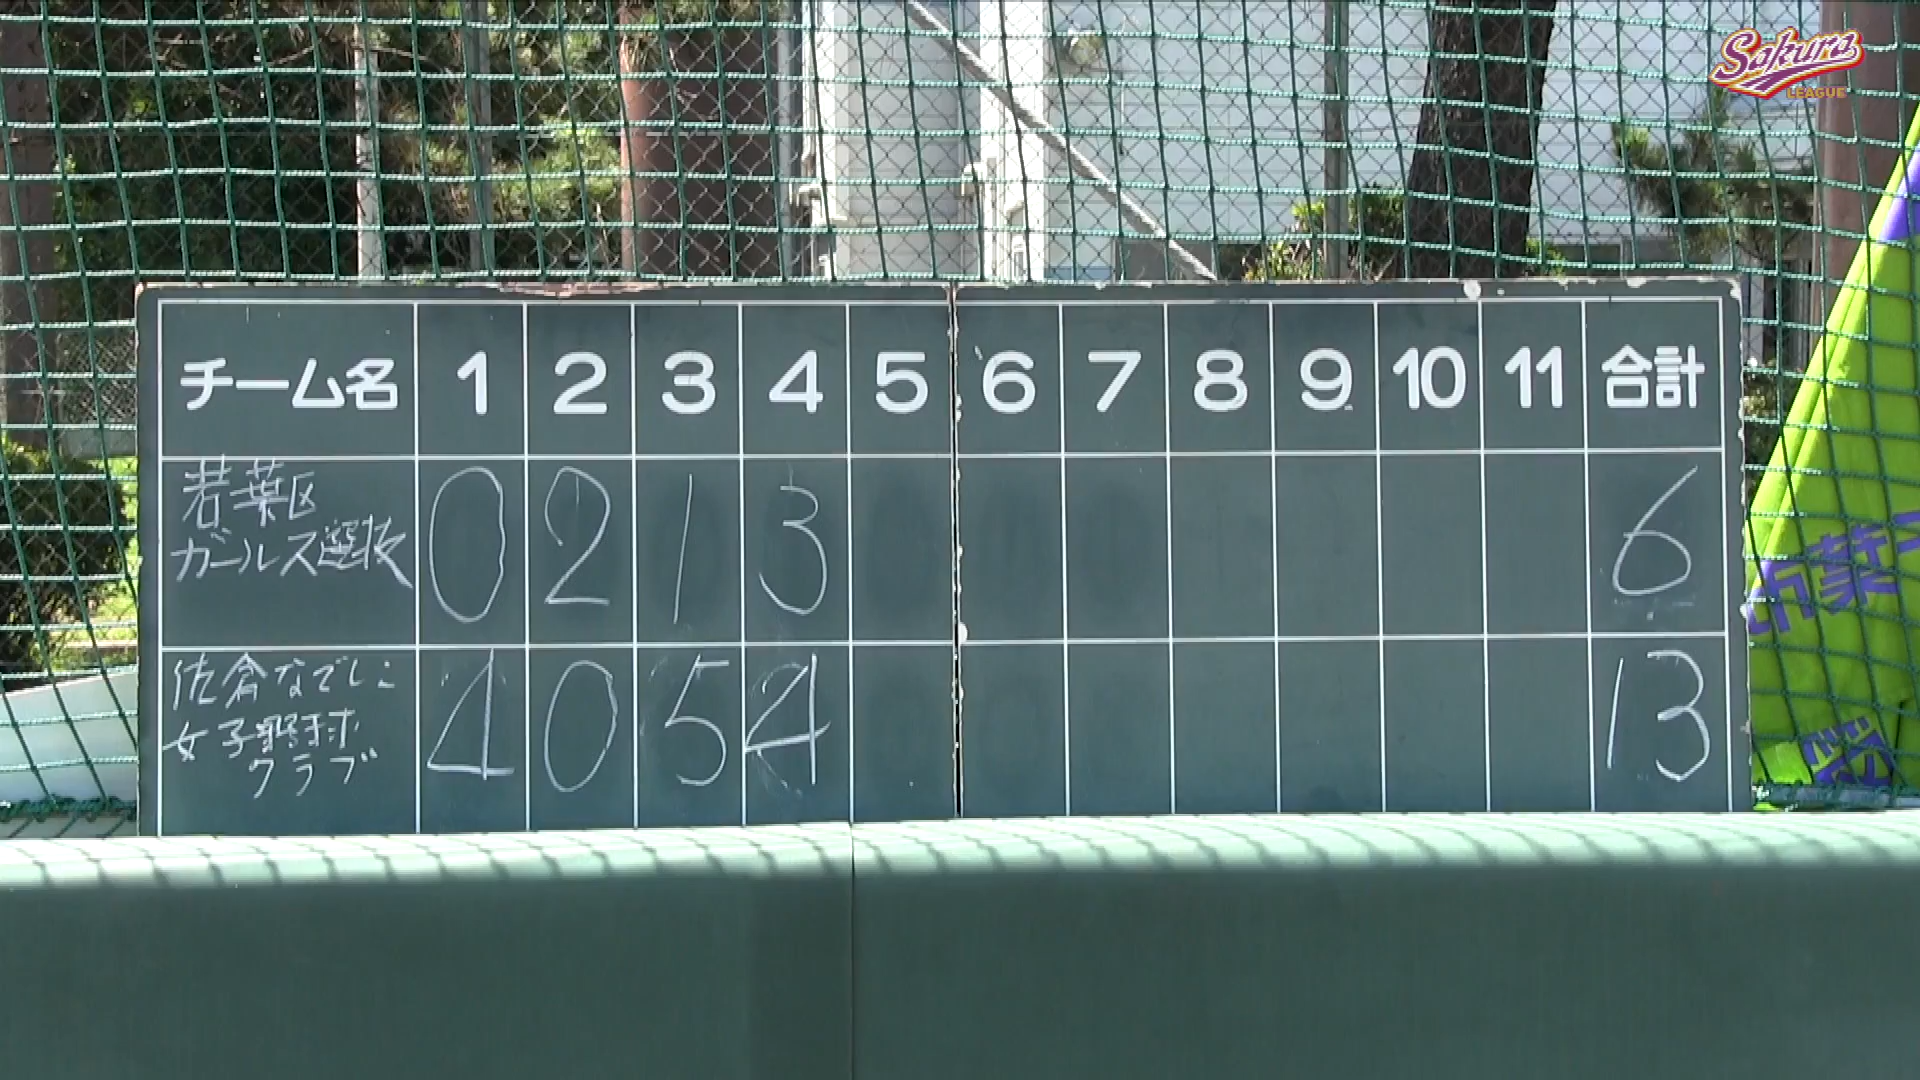 Sakura
LEAGUE
チーム名 1 2 3 4 5 6 7 8 9 10 11 合計
若葉区
ガールズ選抜 0 2 1 3 6
佐倉なでしこ
女子野球
クラブ 4 0 5 4 13
葉